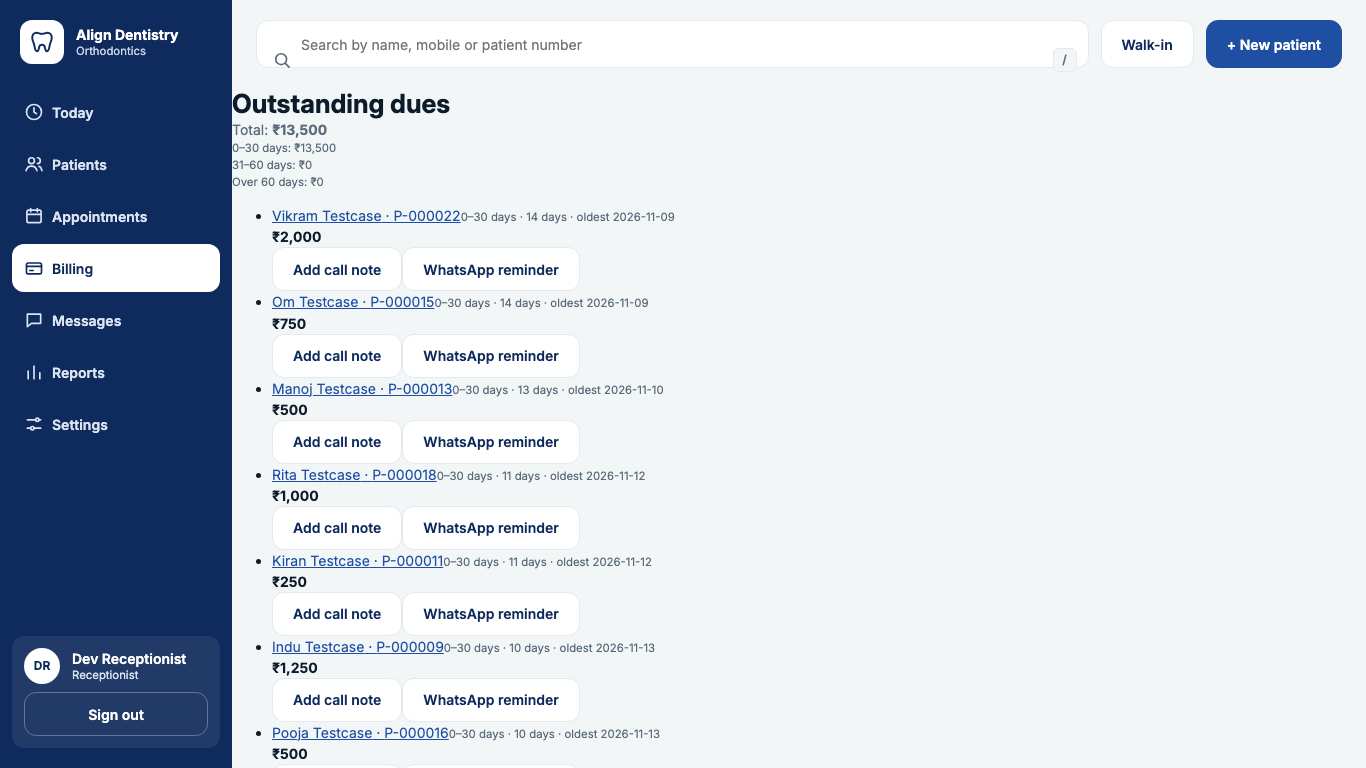 Align Dentistry
Orthodontics
Search by name, mobile or patient number
/
Walk-in
+ New patient
Today
Patients
Appointments
Billing
Messages
Reports
Settings
DR
Dev Receptionist
Receptionist
Sign out
Outstanding dues
Total: ₹13,500
0–30 days: ₹13,500
31–60 days: ₹0
Over 60 days: ₹0
Vikram Testcase · P-000022 0–30 days · 14 days · oldest 2026-11-09
₹2,000
Add call note WhatsApp reminder
Om Testcase · P-000015 0–30 days · 14 days · oldest 2026-11-09
₹750
Add call note WhatsApp reminder
Manoj Testcase · P-000013 0–30 days · 13 days · oldest 2026-11-10
₹500
Add call note WhatsApp reminder
Rita Testcase · P-000018 0–30 days · 11 days · oldest 2026-11-12
₹1,000
Add call note WhatsApp reminder
Kiran Testcase · P-000011 0–30 days · 11 days · oldest 2026-11-12
₹250
Add call note WhatsApp reminder
Indu Testcase · P-000009 0–30 days · 10 days · oldest 2026-11-13
₹1,250
Add call note WhatsApp reminder
Pooja Testcase · P-000016 0–30 days · 10 days · oldest 2026-11-13
₹500